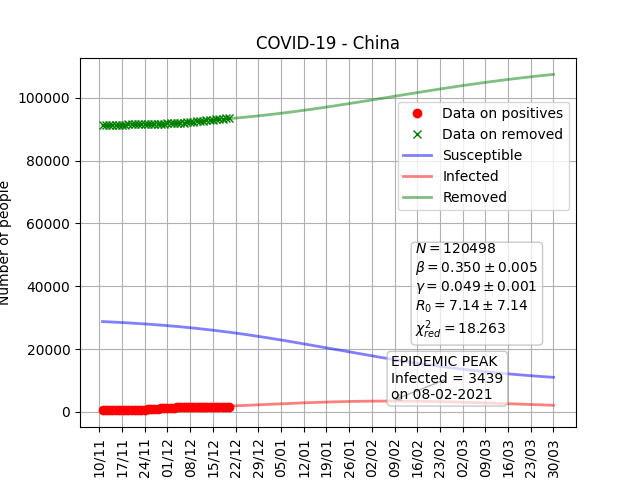 COVID-19 - China
Number of people
100000
80000
60000
40000
20000
0
Data on positives
Data on removed
Susceptible
Infected
Removed
N = 120498
β = 0.350 ± 0.005
γ = 0.049 ± 0.001
R₀ = 7.14 ± 7.14
χ²_red = 18.263
EPIDEMIC PEAK
Infected = 3439
on 08-02-2021
10/11 17/11 24/11 01/12 08/12 15/12 22/12 29/12 05/01 12/01 19/01 26/01 02/02 09/02 16/02 23/02 02/03 09/03 16/03 23/03 30/03